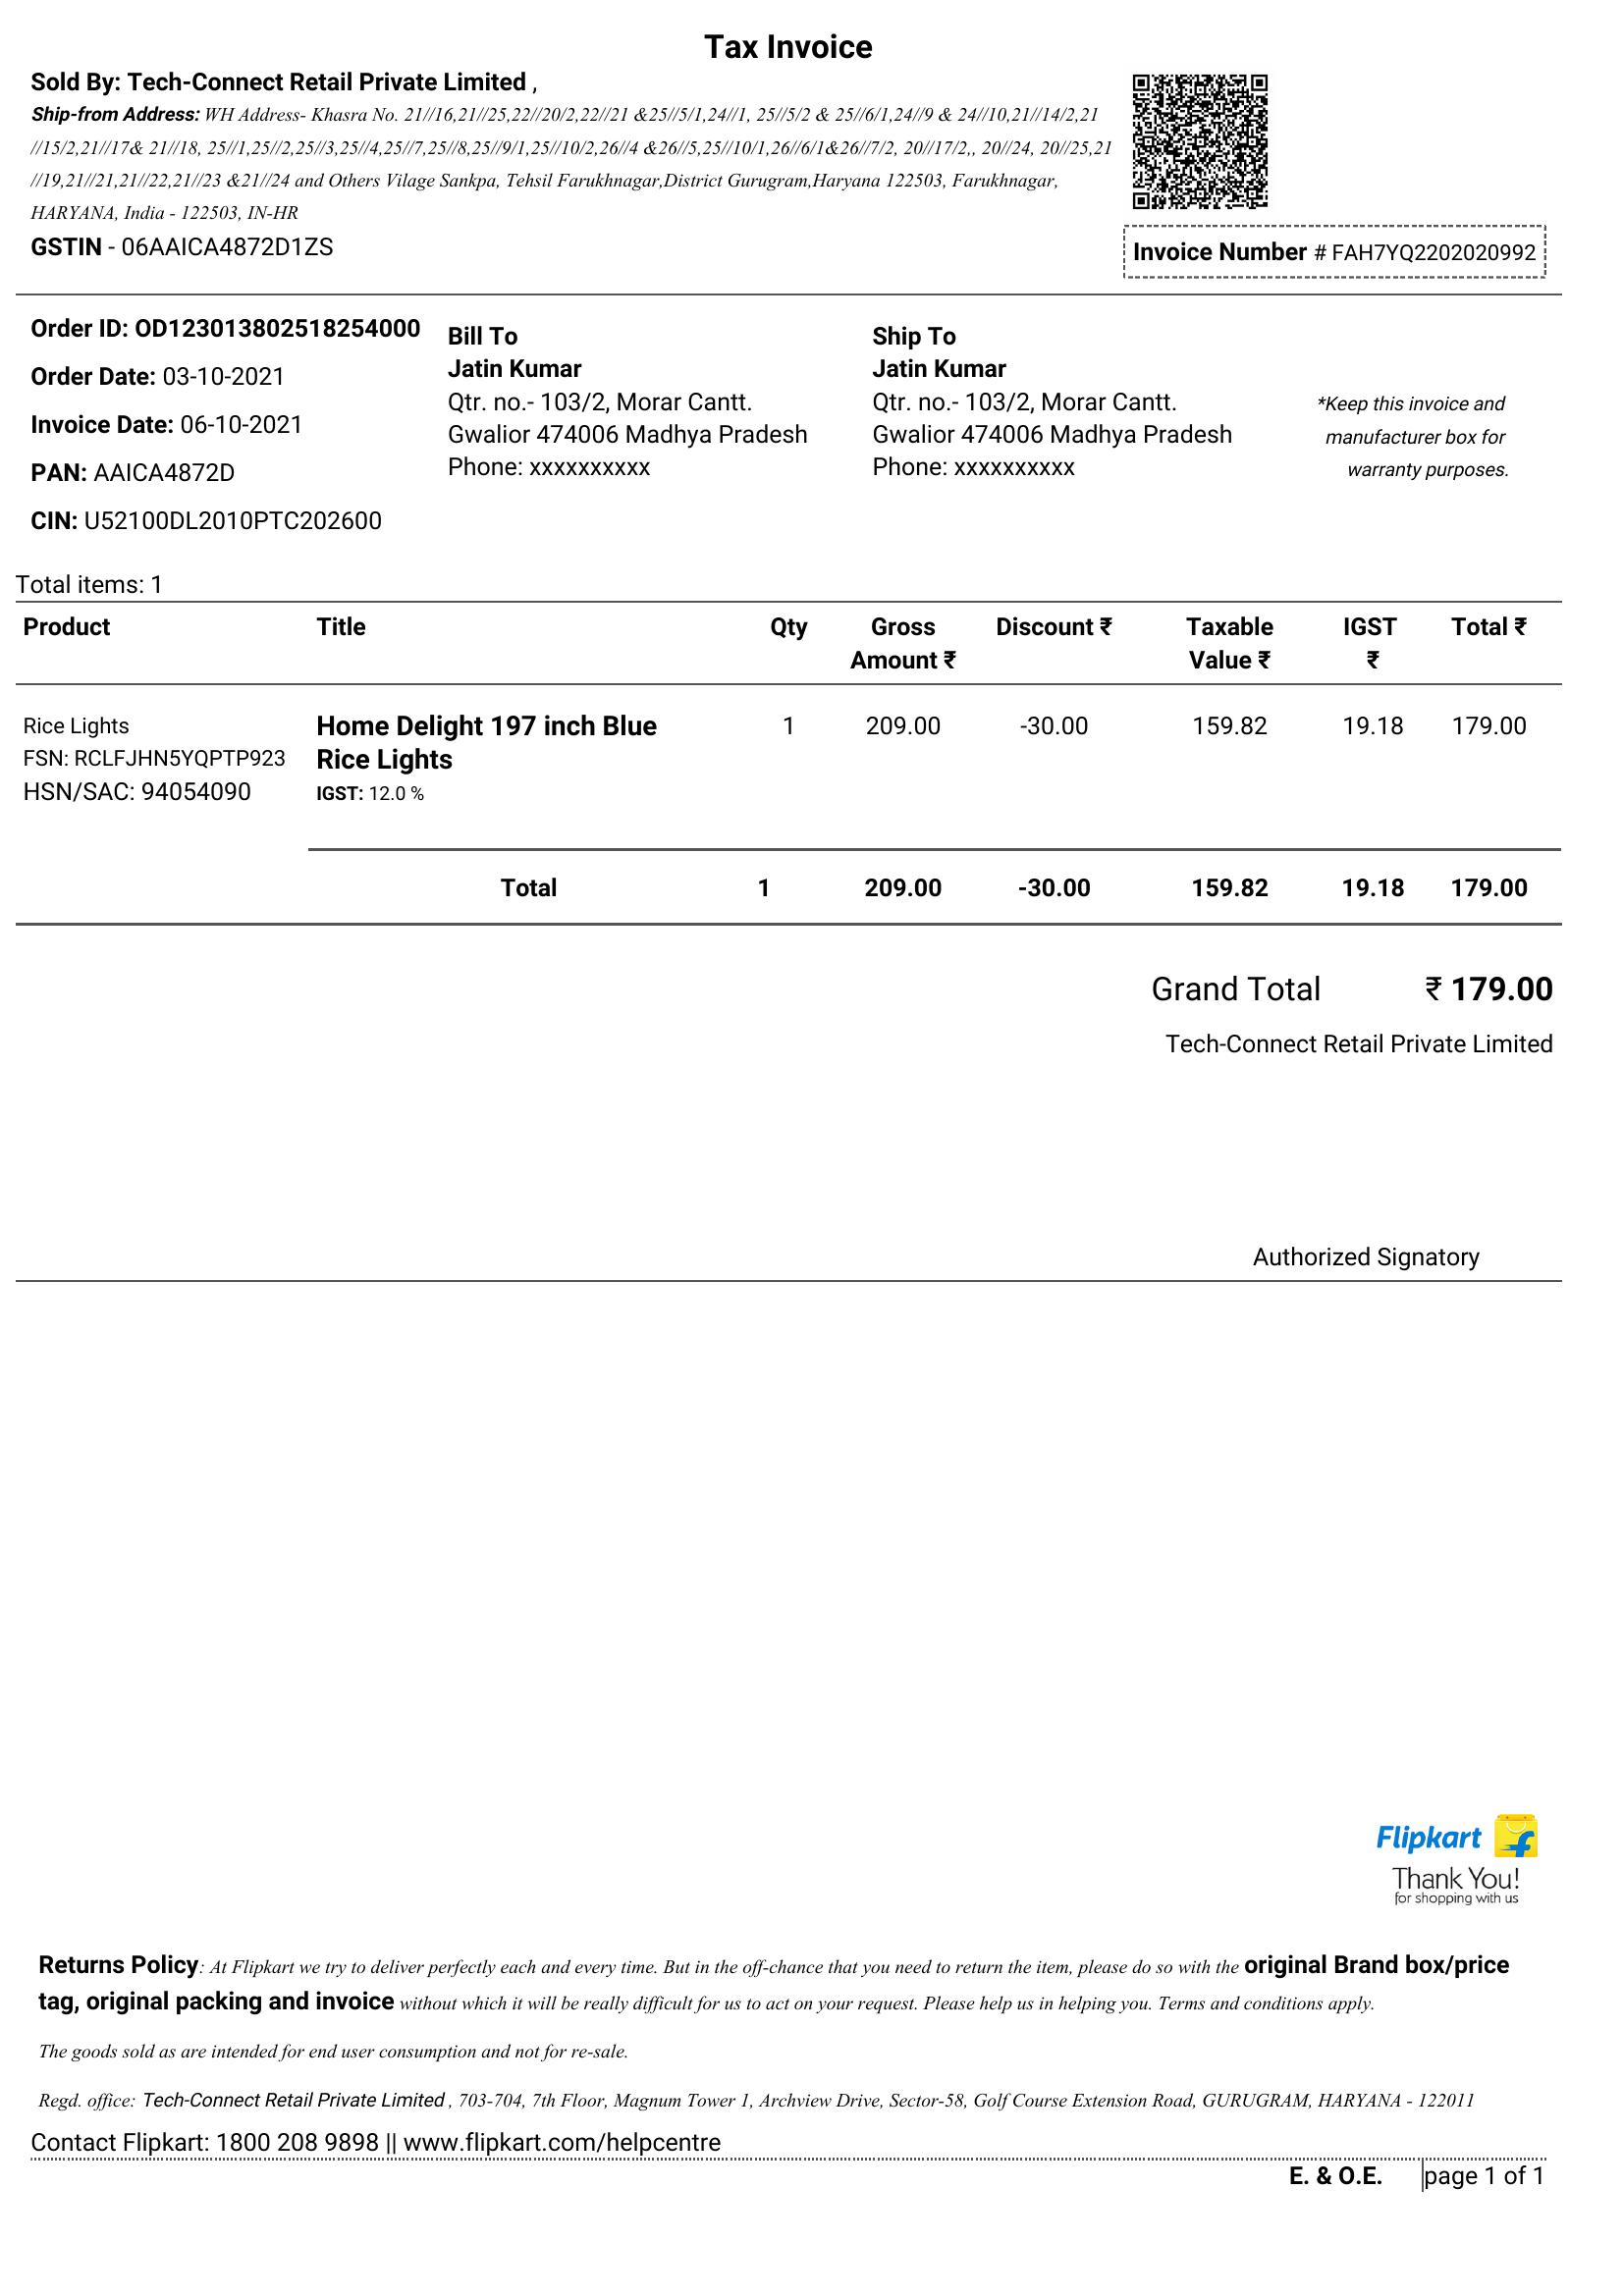 Tax Invoice
Sold By: Tech-Connect Retail Private Limited ,
Ship-from Address: WH Address- Khasra No. 21//16,21//25,22//20/2,22//21 &25//5/1,24//1, 25//5/2 & 25//6/1,24//9 & 24//10,21//14/2,21
//15/2,21//17& 21//18, 25//1,25//2,25//3,25//4,25//7,25//8,25//9/1,25//10/2,26//4 &26//5,25//10/1,26//6/1&26//7/2, 20//17/2,, 20//24, 20//25,21
//19,21//21,21//22,21//23 &21//24 and Others Vilage Sankpa, Tehsil Farukhnagar,District Gurugram,Haryana 122503, Farukhnagar,
HARYANA, India - 122503, IN-HR
GSTIN - 06AAICA4872D1ZS
Invoice Number # FAH7YQ2202020992
Order ID: OD123013802518254000
Order Date: 03-10-2021
Invoice Date: 06-10-2021
PAN: AAICA4872D
CIN: U52100DL2010PTC202600
Bill To
Jatin Kumar
Qtr. no.- 103/2, Morar Cantt.
Gwalior 474006 Madhya Pradesh
Phone: xxxxxxxxxx
Ship To
Jatin Kumar
Qtr. no.- 103/2, Morar Cantt.
Gwalior 474006 Madhya Pradesh
Phone: xxxxxxxxxx
*Keep this invoice and
manufacturer box for
warranty purposes.
Total items: 1
Product Title Qty Gross Amount ₹ Discount ₹ Taxable Value ₹ IGST ₹ Total ₹
Rice Lights
FSN: RCLFJHN5YQPTP923
HSN/SAC: 94054090
Home Delight 197 inch Blue
Rice Lights
IGST: 12.0 %
1 209.00 -30.00 159.82 19.18 179.00
Total 1 209.00 -30.00 159.82 19.18 179.00
Grand Total ₹ 179.00
Tech-Connect Retail Private Limited
Authorized Signatory
Flipkart
Thank You!
for shopping with us
Returns Policy: At Flipkart we try to deliver perfectly each and every time. But in the off-chance that you need to return the item, please do so with the original Brand box/price
tag, original packing and invoice without which it will be really difficult for us to act on your request. Please help us in helping you. Terms and conditions apply.
The goods sold as are intended for end user consumption and not for re-sale.
Regd. office: Tech-Connect Retail Private Limited , 703-704, 7th Floor, Magnum Tower 1, Archview Drive, Sector-58, Golf Course Extension Road, GURUGRAM, HARYANA - 122011
Contact Flipkart: 1800 208 9898 || www.flipkart.com/helpcentre
E. & O.E. page 1 of 1